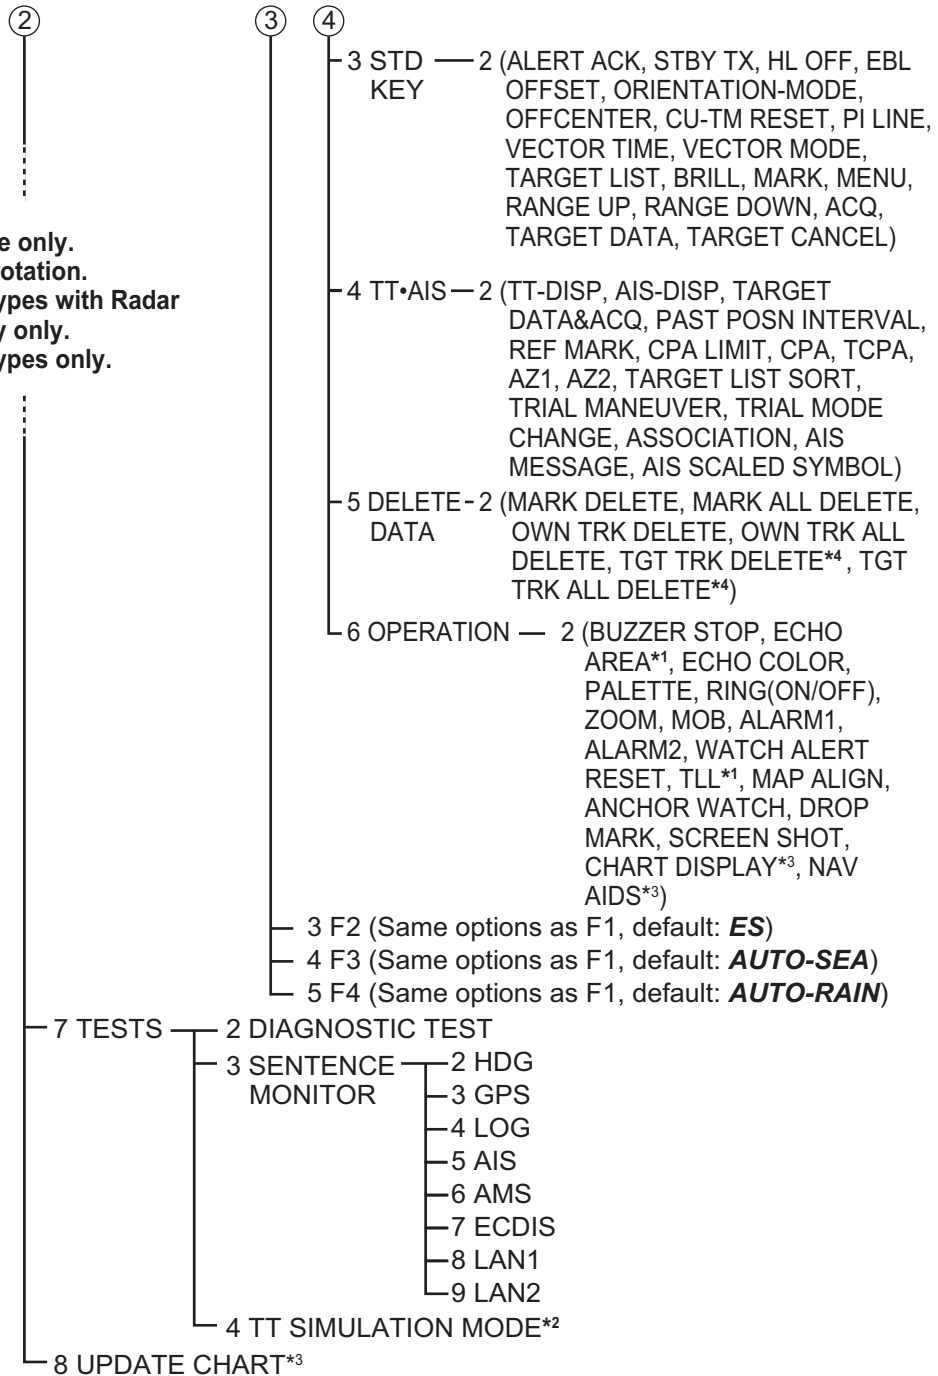 2 3 4
3 STD KEY 2 (ALERT ACK, STBY TX, HL OFF, EBL
OFFSET, ORIENTATION-MODE,
OFFCENTER, CU-TM RESET, PI LINE,
VECTOR TIME, VECTOR MODE,
TARGET LIST, BRILL, MARK, MENU,
RANGE UP, RANGE DOWN, ACQ,
TARGET DATA, TARGET CANCEL)
e only.
otation.
ypes with Radar
y only.
ypes only.
4 TT•AIS 2 (TT-DISP, AIS-DISP, TARGET
DATA&ACQ, PAST POSN INTERVAL,
REF MARK, CPA LIMIT, CPA, TCPA,
AZ1, AZ2, TARGET LIST SORT,
TRIAL MANEUVER, TRIAL MODE
CHANGE, ASSOCIATION, AIS
MESSAGE, AIS SCALED SYMBOL)
5 DELETE DATA 2 (MARK DELETE, MARK ALL DELETE,
OWN TRK DELETE, OWN TRK ALL
DELETE, TGT TRK DELETE*4 , TGT
TRK ALL DELETE*4)
6 OPERATION 2 (BUZZER STOP, ECHO
AREA*1, ECHO COLOR,
PALETTE, RING(ON/OFF),
ZOOM, MOB, ALARM1,
ALARM2, WATCH ALERT
RESET, TLL*1, MAP ALIGN,
ANCHOR WATCH, DROP
MARK, SCREEN SHOT,
CHART DISPLAY*3, NAV
AIDS*3)
3 F2 (Same options as F1, default: ES)
4 F3 (Same options as F1, default: AUTO-SEA)
5 F4 (Same options as F1, default: AUTO-RAIN)
7 TESTS 2 DIAGNOSTIC TEST
3 SENTENCE MONITOR 2 HDG
3 GPS
4 LOG
5 AIS
6 AMS
7 ECDIS
8 LAN1
9 LAN2
4 TT SIMULATION MODE*2
8 UPDATE CHART*3